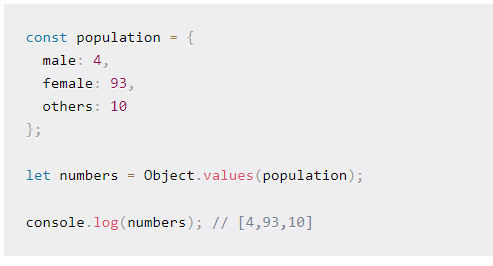 const population = {
  male: 4,
  female: 93,
  others: 10
};

let numbers = Object.values(population);

console.log(numbers); // [4,93,10]